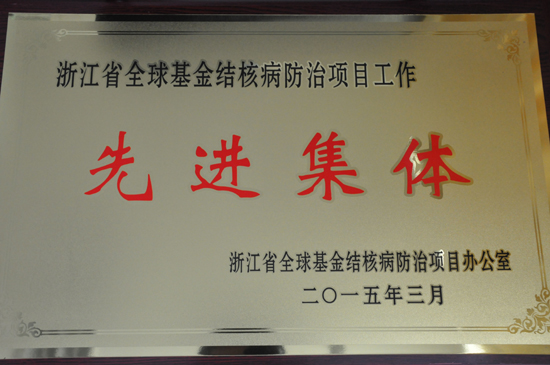 浙江省全球基金结核病防治项目工作
先进集体
浙江省全球基金结核病防治项目办公室
二〇一五年三月